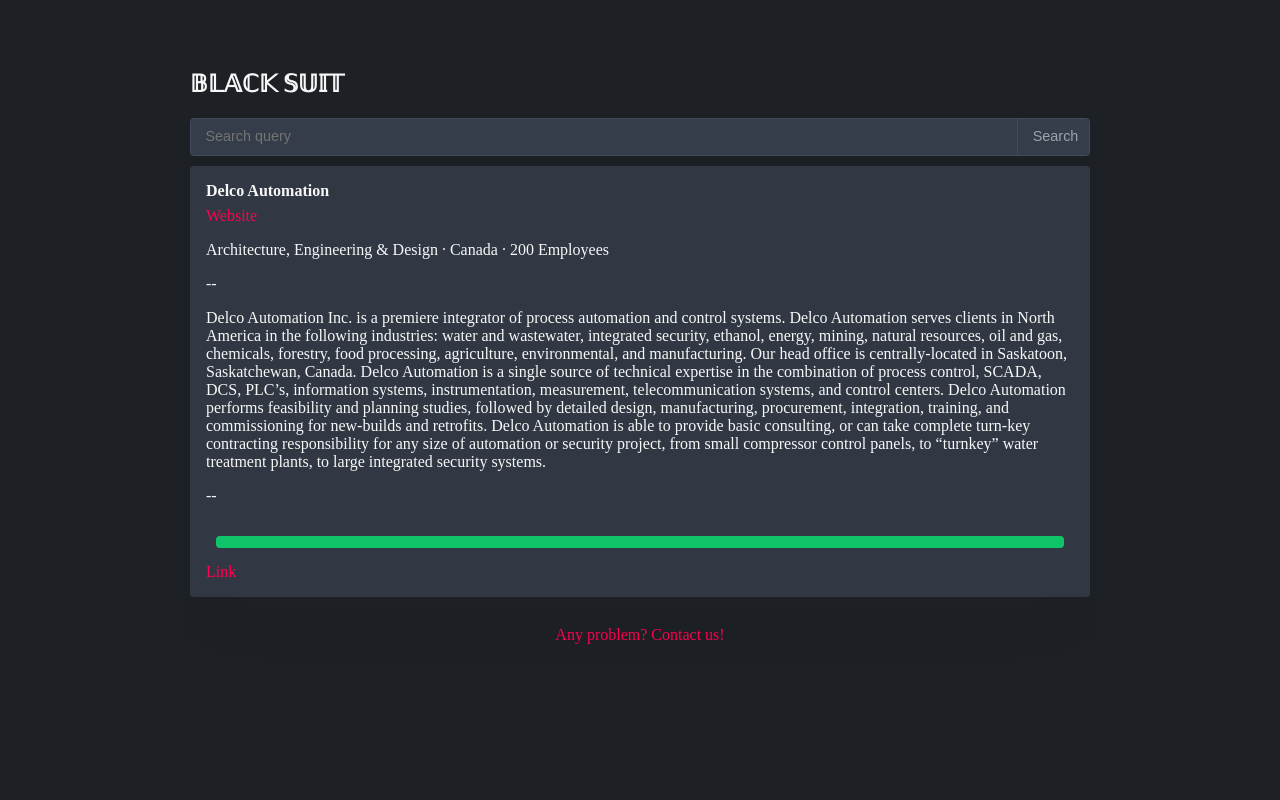 𝔹𝕃𝔸ℂ𝕂 𝕊𝕌𝕀𝕋
Search query
Search
Delco Automation
Website
Architecture, Engineering & Design · Canada · 200 Employees
--
Delco Automation Inc. is a premiere integrator of process automation and control systems. Delco Automation serves clients in North
America in the following industries: water and wastewater, integrated security, ethanol, energy, mining, natural resources, oil and gas,
chemicals, forestry, food processing, agriculture, environmental, and manufacturing. Our head office is centrally-located in Saskatoon,
Saskatchewan, Canada. Delco Automation is a single source of technical expertise in the combination of process control, SCADA,
DCS, PLC’s, information systems, instrumentation, measurement, telecommunication systems, and control centers. Delco Automation
performs feasibility and planning studies, followed by detailed design, manufacturing, procurement, integration, training, and
commissioning for new-builds and retrofits. Delco Automation is able to provide basic consulting, or can take complete turn-key
contracting responsibility for any size of automation or security project, from small compressor control panels, to “turnkey” water
treatment plants, to large integrated security systems.
--
Link
Any problem? Contact us!